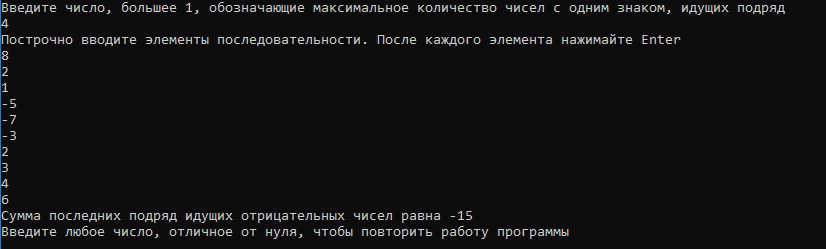 Введите число, большее 1, обозначающие максимальное количество чисел с одним знаком, идущих подряд
4
Построчно вводите элементы последовательности. После каждого элемента нажимайте Enter
8
2
1
-5
-7
-3
2
3
4
6
Сумма последних подряд идущих отрицательных чисел равна -15
Введите любое число, отличное от нуля, чтобы повторить работу программы